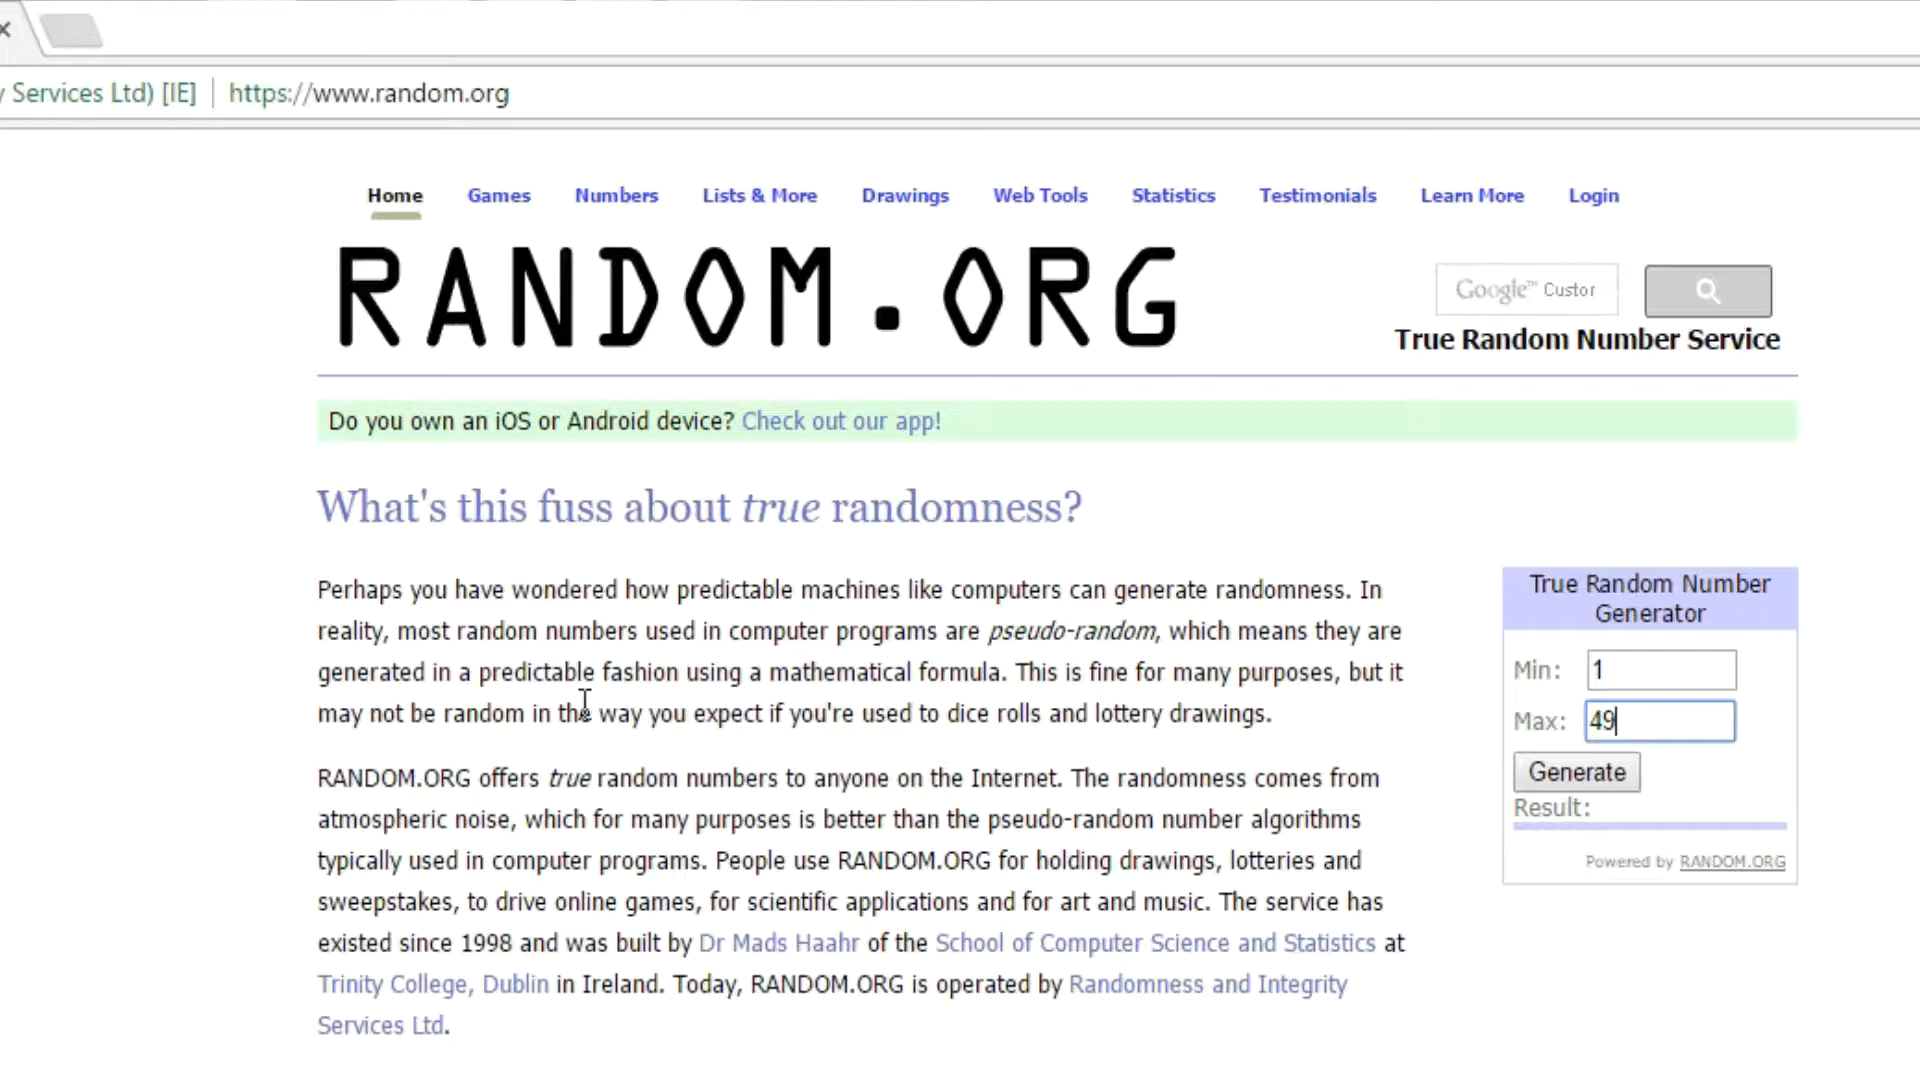 y Services Ltd) [IE] https://www.random.org
Home Games Numbers Lists & More Drawings Web Tools Statistics Testimonials Learn More Login
RANDOM.ORG
Google™ Custor
True Random Number Service
Do you own an iOS or Android device? Check out our app!
What's this fuss about true randomness?
Perhaps you have wondered how predictable machines like computers can generate randomness. In
reality, most random numbers used in computer programs are pseudo-random, which means they are
generated in a predictable fashion using a mathematical formula. This is fine for many purposes, but it
may not be random in the way you expect if you're used to dice rolls and lottery drawings.
RANDOM.ORG offers true random numbers to anyone on the Internet. The randomness comes from
atmospheric noise, which for many purposes is better than the pseudo-random number algorithms
typically used in computer programs. People use RANDOM.ORG for holding drawings, lotteries and
sweepstakes, to drive online games, for scientific applications and for art and music. The service has
existed since 1998 and was built by Dr Mads Haahr of the School of Computer Science and Statistics at
Trinity College, Dublin in Ireland. Today, RANDOM.ORG is operated by Randomness and Integrity
Services Ltd.
True Random Number
Generator
Min: 1
Max: 49
Generate
Result:
Powered by RANDOM.ORG